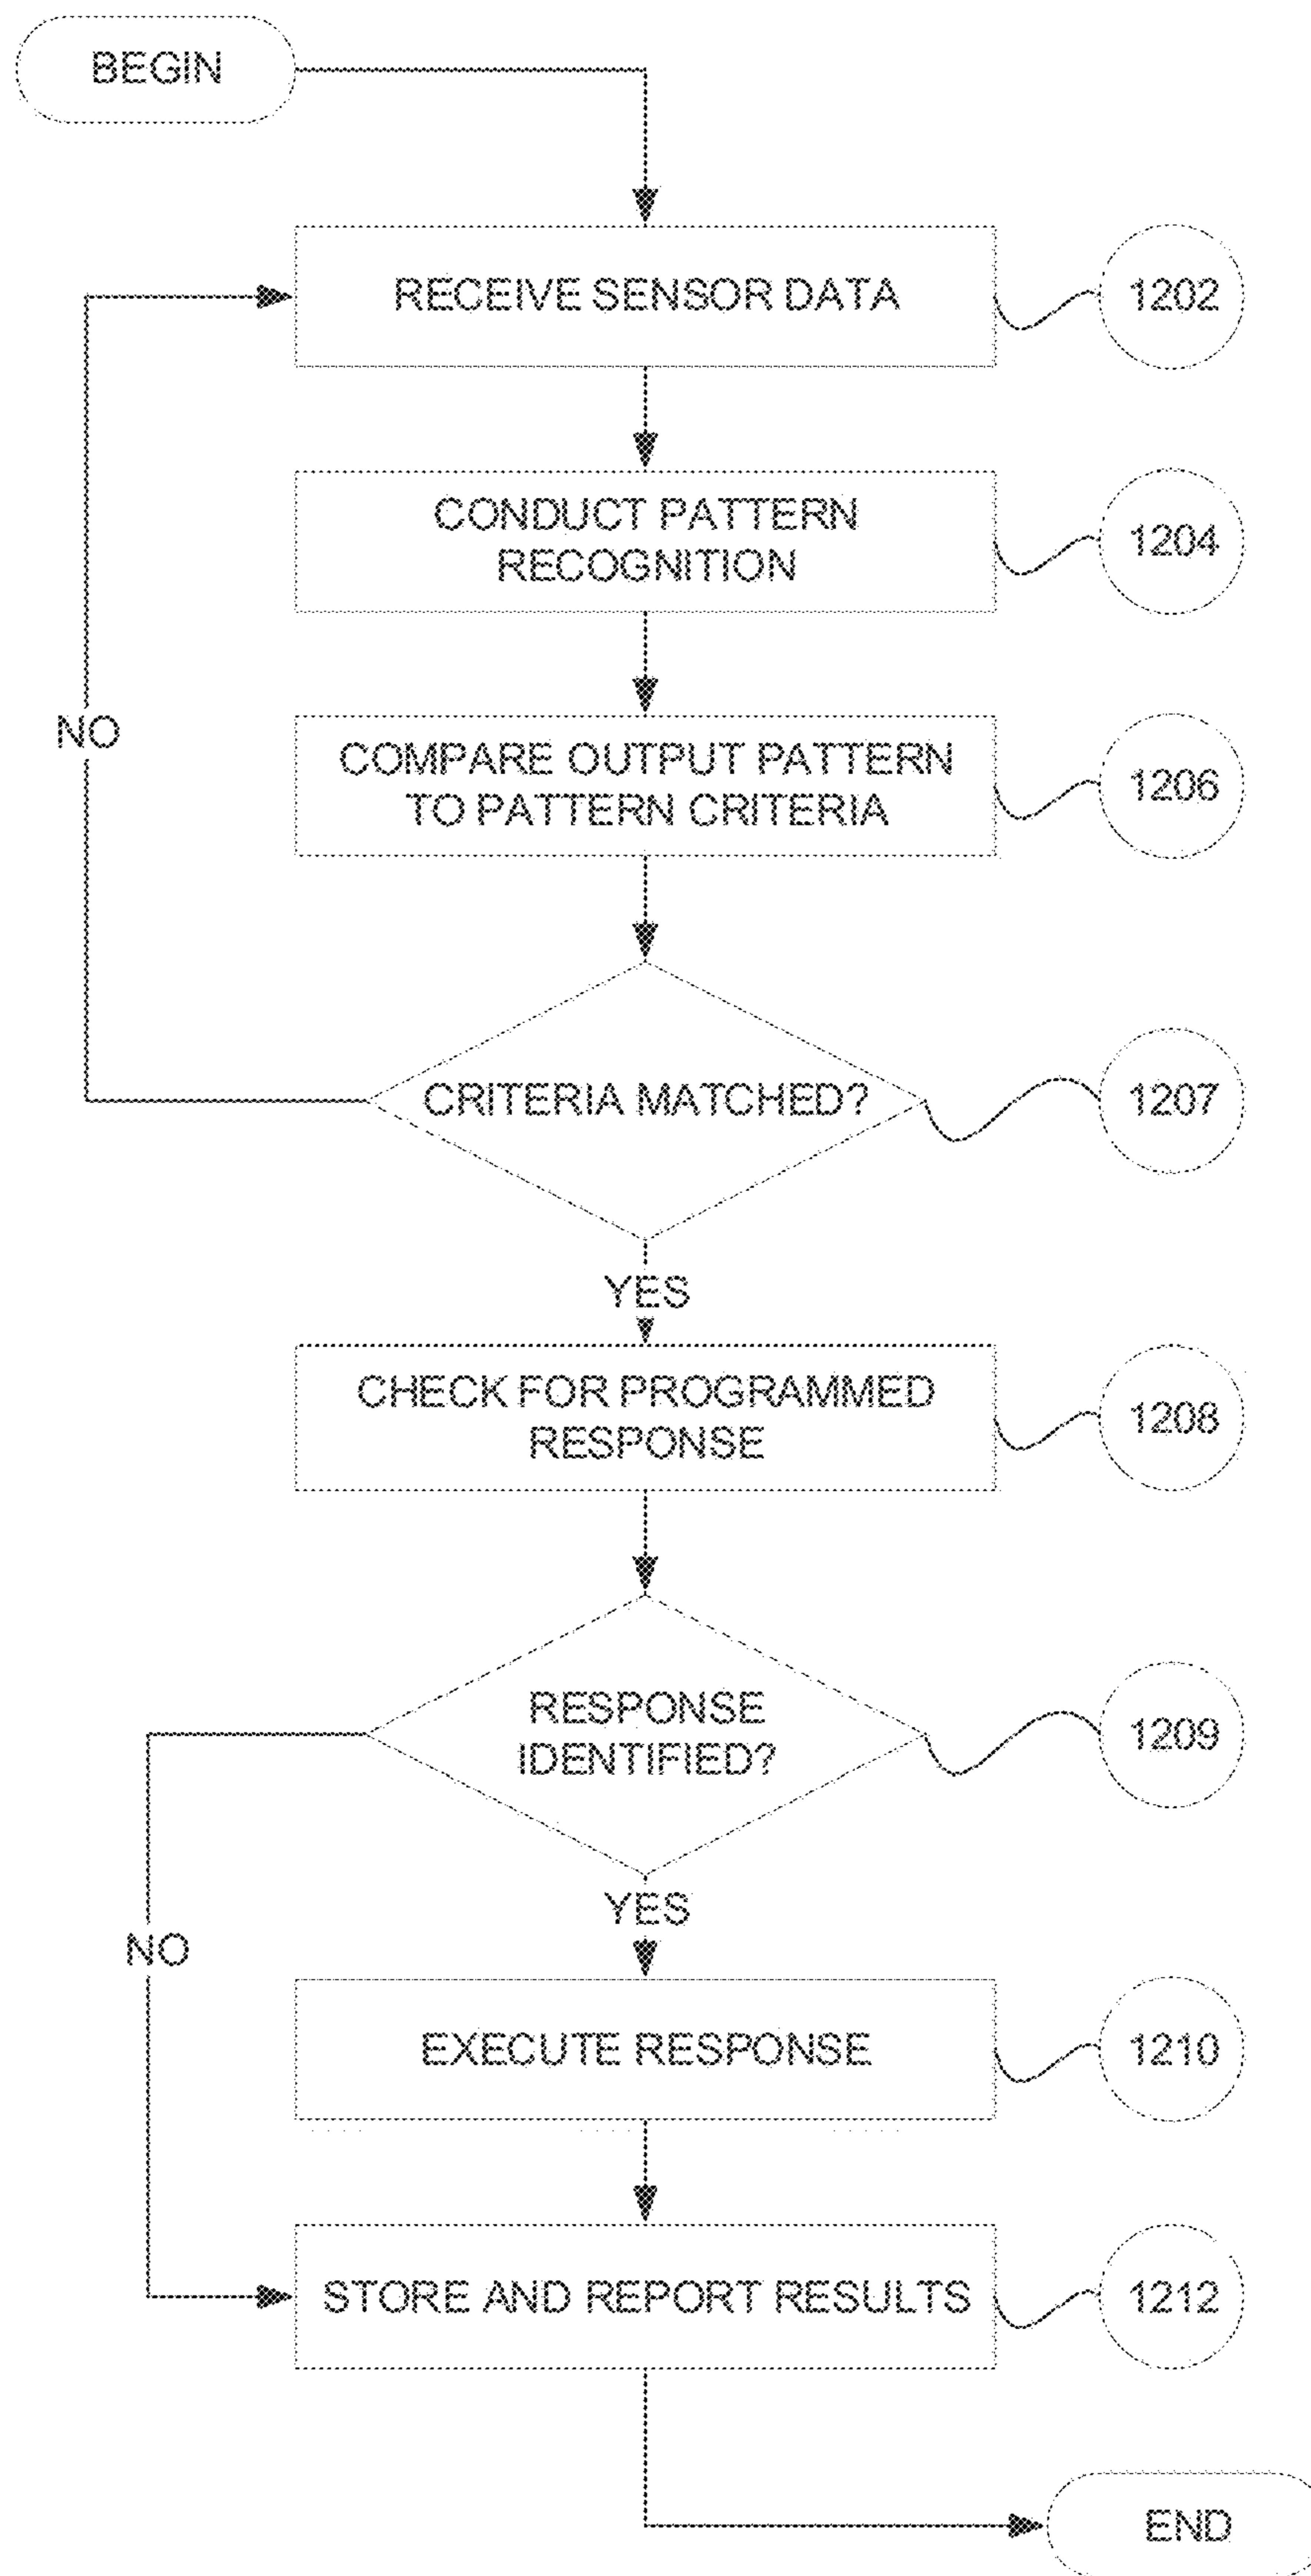 BEGIN
RECEIVE SENSOR DATA
1202
CONDUCT PATTERN
RECOGNITION
1204
NO
COMPARE OUTPUT PATTERN
TO PATTERN CRITERIA
1206
CRITERIA MATCHED?
1207
YES
CHECK FOR PROGRAMMED
RESPONSE
1208
RESPONSE
IDENTIFIED?
1209
YES
NO
EXECUTE RESPONSE
1210
STORE AND REPORT RESULTS
1212
END